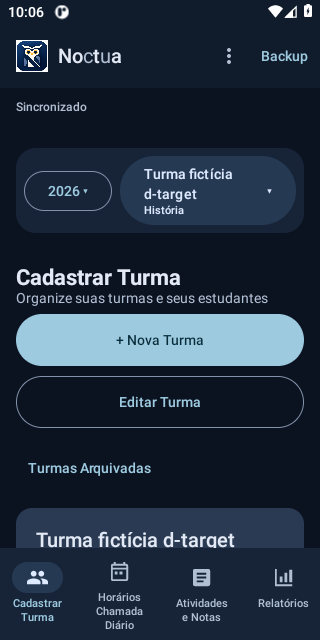 10:06
Noctua
Backup
Sincronizado
2026 ▾
Turma fictícia
d-target
História
▾
Cadastrar Turma
Organize suas turmas e seus estudantes
+ Nova Turma
Editar Turma
Turmas Arquivadas
Turma fictícia d-target
Cadastrar
Turma
Horários
Chamada
Diário
Atividades
e Notas
Relatórios